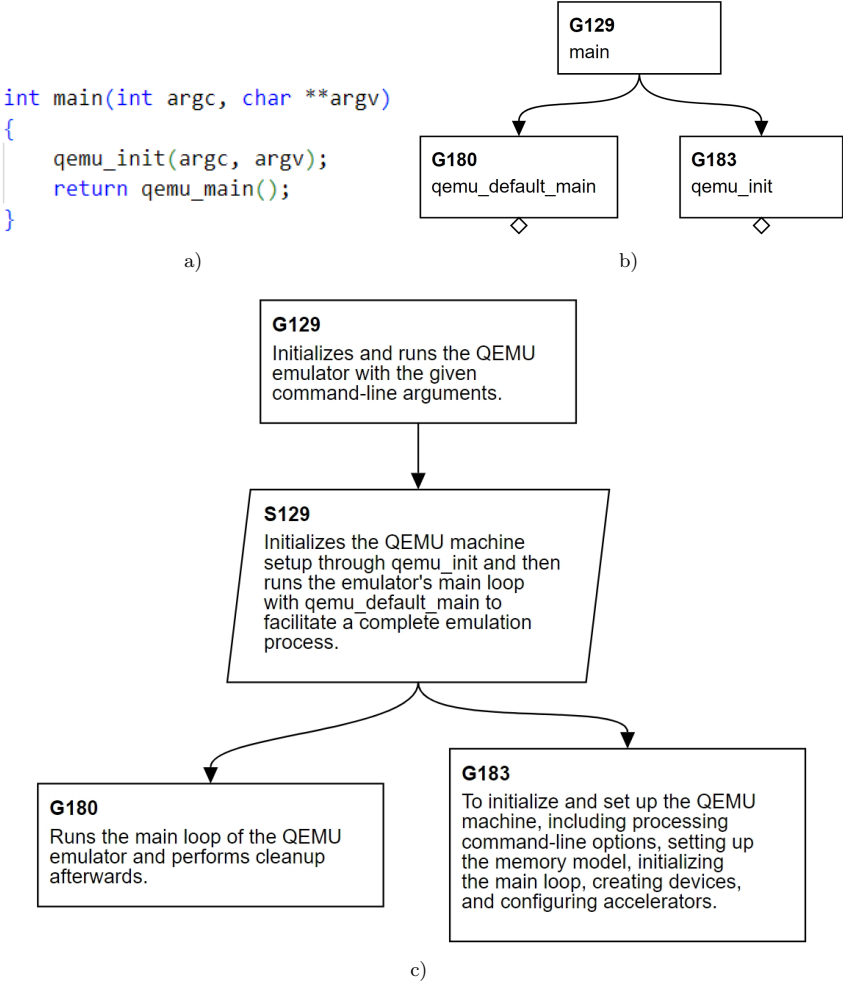 int main(int argc, char **argv)
{
    qemu_init(argc, argv);
    return qemu_main();
}
a)
G129
main
G180
qemu_default_main
G183
qemu_init
b)
G129
Initializes and runs the QEMU
emulator with the given
command-line arguments.
S129
Initializes the QEMU machine
setup through qemu_init and then
runs the emulator's main loop
with qemu_default_main to
facilitate a complete emulation
process.
G180
Runs the main loop of the QEMU
emulator and performs cleanup
afterwards.
G183
To initialize and set up the QEMU
machine, including processing
command-line options, setting up
the memory model, initializing
the main loop, creating devices,
and configuring accelerators.
c)